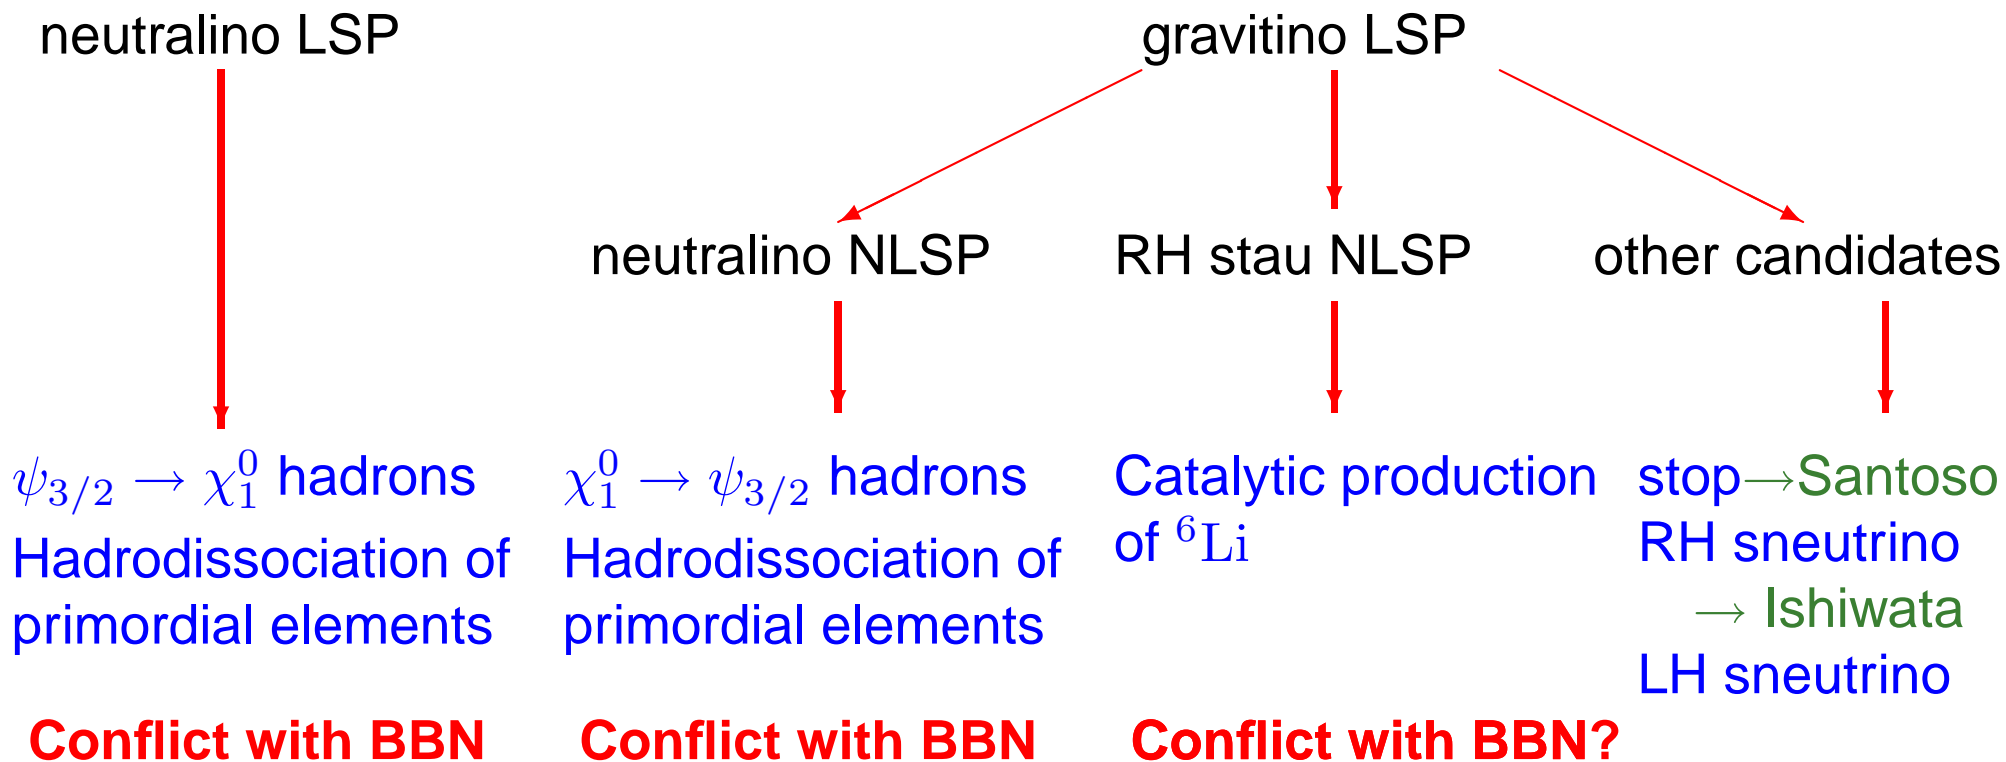 neutralino LSP
gravitino LSP
neutralino NLSP
RH stau NLSP
other candidates
ψ₃/₂ → χ⁰₁ hadrons
Hadrodissociation of
primordial elements
Conflict with BBN
χ⁰₁ → ψ₃/₂ hadrons
Hadrodissociation of
primordial elements
Conflict with BBN
Catalytic production
of ⁶Li
Conflict with BBN?
stop→Santoso
RH sneutrino
→ Ishiwata
LH sneutrino